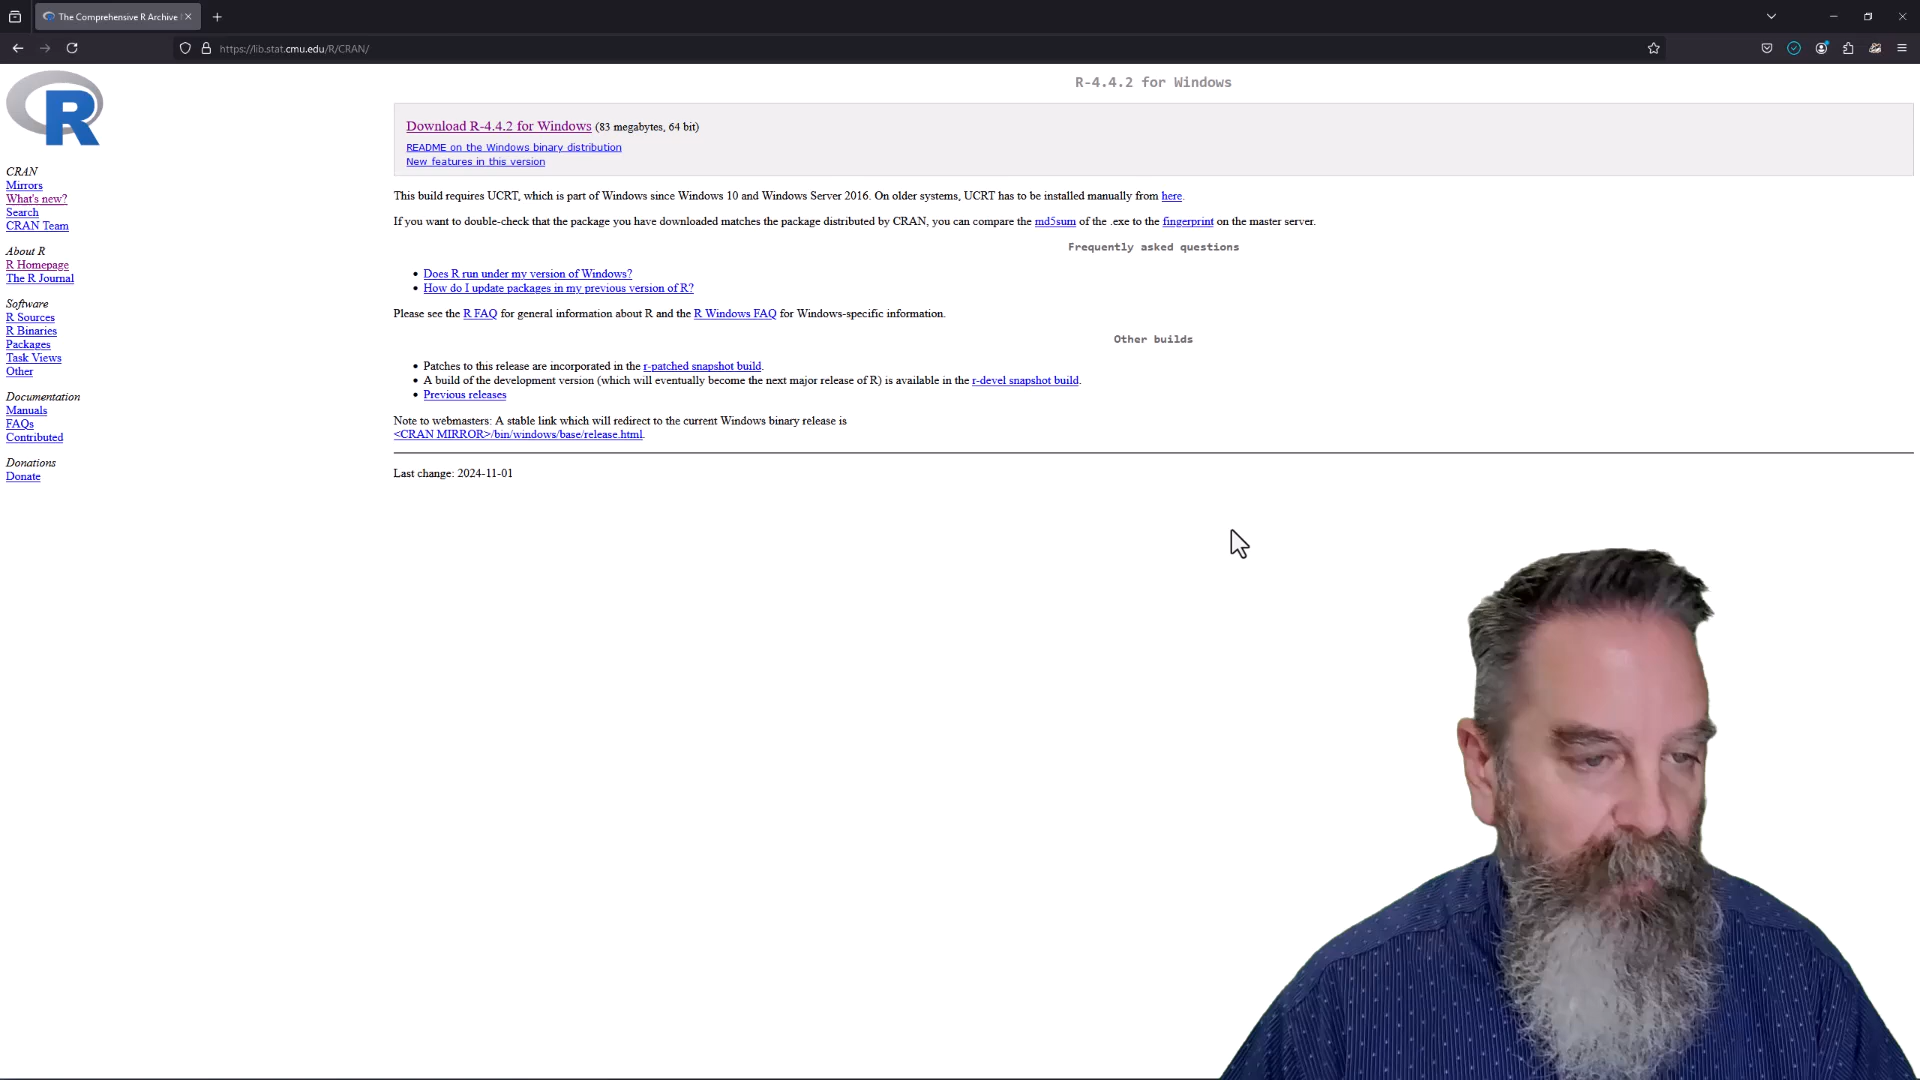 The Comprehensive R Archive
https://lib.stat.cmu.edu/R/CRAN/
R
CRAN
Mirrors
What's new?
Search
CRAN Team
About R
R Homepage
The R Journal
Software
R Sources
R Binaries
Packages
Task Views
Other
Documentation
Manuals
FAQs
Contributed
Donations
Donate
R-4.4.2 for Windows
Download R-4.4.2 for Windows (83 megabytes, 64 bit)
README on the Windows binary distribution
New features in this version
This build requires UCRT, which is part of Windows since Windows 10 and Windows Server 2016. On older systems, UCRT has to be installed manually from here.
If you want to double-check that the package you have downloaded matches the package distributed by CRAN, you can compare the md5sum of the .exe to the fingerprint on the master server.
Frequently asked questions
• Does R run under my version of Windows?
• How do I update packages in my previous version of R?
Please see the R FAQ for general information about R and the R Windows FAQ for Windows-specific information.
Other builds
• Patches to this release are incorporated in the r-patched snapshot build.
• A build of the development version (which will eventually become the next major release of R) is available in the r-devel snapshot build.
• Previous releases
Note to webmasters: A stable link which will redirect to the current Windows binary release is
<CRAN MIRROR>/bin/windows/base/release.html.
Last change: 2024-11-01